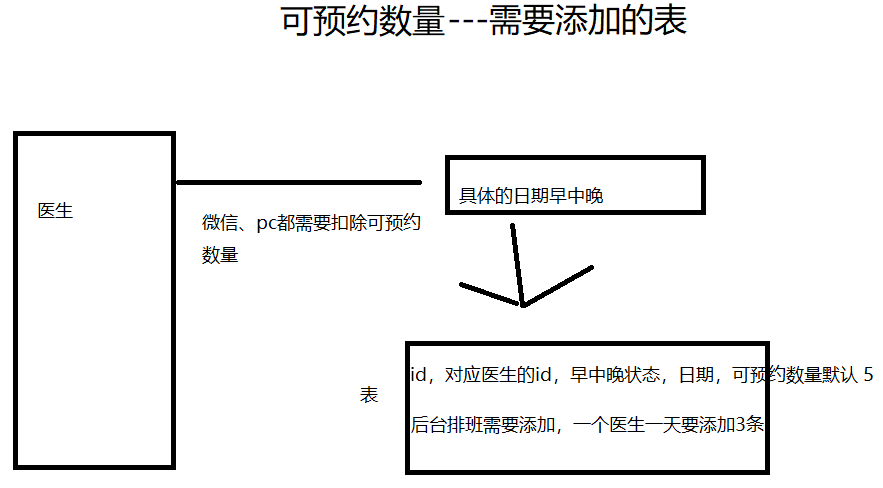 可预约数量---需要添加的表
医生
微信、pc都需要扣除可预约
数量
具体的日期早中晚
表
id，对应医生的id，早中晚状态，日期，可预约数量默认 5
后台排班需要添加，一个医生一天要添加3条